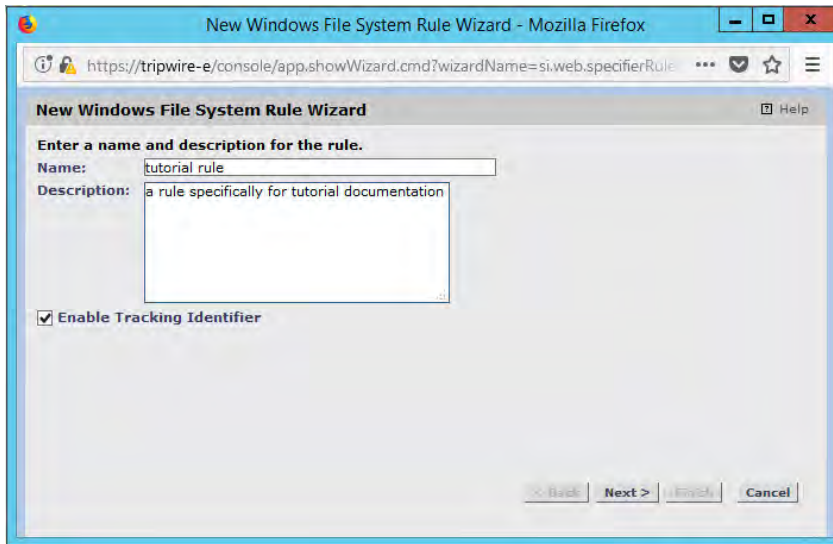 New Windows File System Rule Wizard - Mozilla Firefox
https://tripwire-e/console/app.showWizard.cmd?wizardName=si.web.specifierRule
New Windows File System Rule Wizard
? Help
Enter a name and description for the rule.
Name: tutorial rule
Description: a rule specifically for tutorial documentation
Enable Tracking Identifier
< Back Next > Finish Cancel